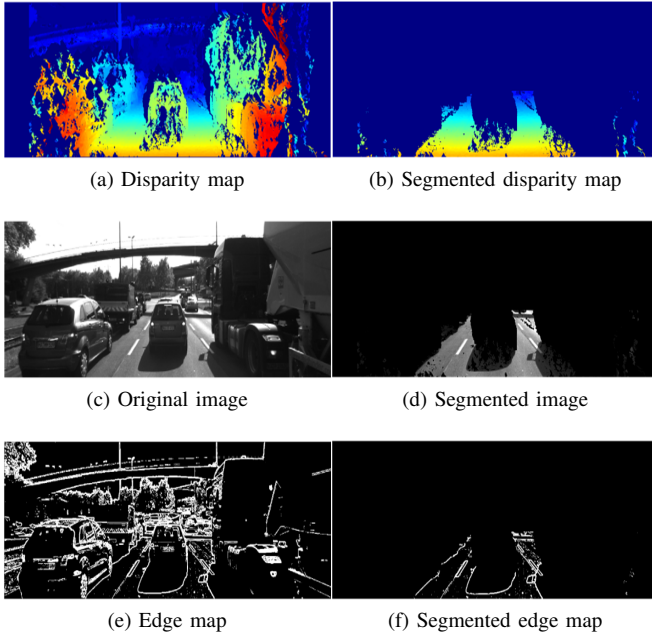 (a) Disparity map
(b) Segmented disparity map
(c) Original image
(d) Segmented image
(e) Edge map
(f) Segmented edge map